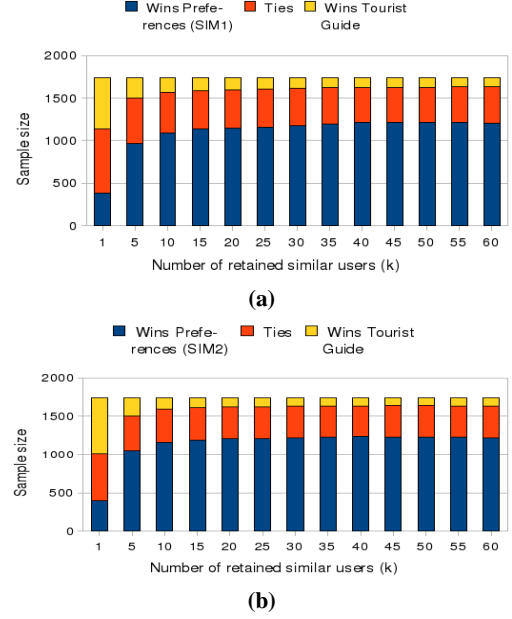 Wins Prefe- Ties Wins Tourist
rences (SIM1) Guide
2000
1500
1000
500
0
Sample size
1 5 10 15 20 25 30 35 40 45 50 55 60
Number of retained similar users (k)
(a)
Wins Prefe- Ties Wins Tourist
rences (SIM2) Guide
2000
1500
1000
500
0
Sample size
1 5 10 15 20 25 30 35 40 45 50 55 60
Number of retained similar users (k)
(b)